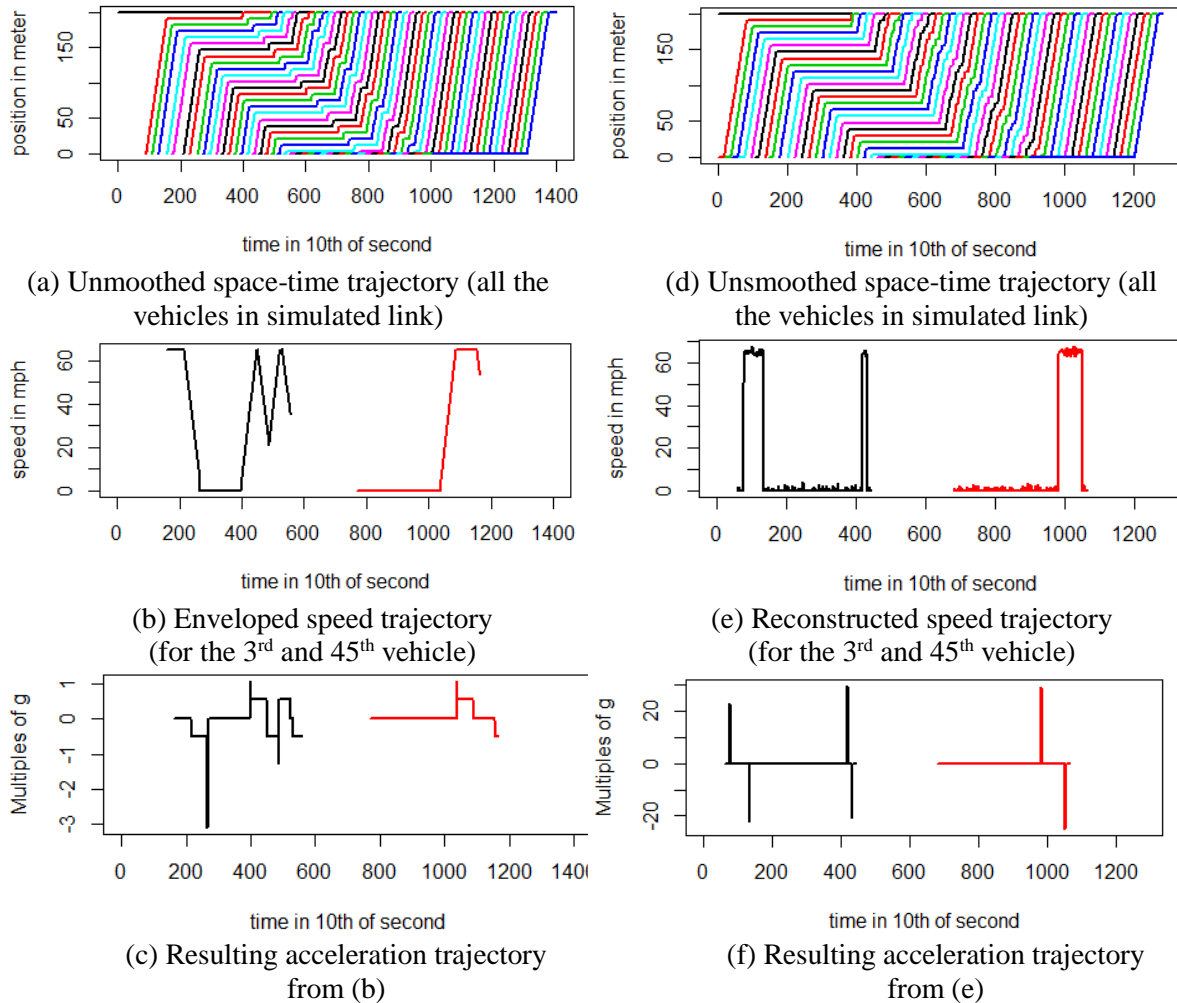 position in meter
0 50 150
0 200 400 600 800 1000 1200 1400
time in 10th of second
(a) Unmoothed space-time trajectory (all the
vehicles in simulated link)
speed in mph
0 20 40 60
0 200 400 600 800 1000 1200 1400
time in 10th of second
(b) Enveloped speed trajectory
(for the 3rd and 45th vehicle)
Multiples of g
-3 -2 -1 0 1
0 200 400 600 800 1000 1200 1400
time in 10th of second
(c) Resulting acceleration trajectory
from (b)
position in meter
0 50 150
0 200 400 600 800 1000 1200
time in 10th of second
(d) Unsmoothed space-time trajectory (all
the vehicles in simulated link)
speed in mph
0 20 40 60
0 200 400 600 800 1000 1200
time in 10th of second
(e) Reconstructed speed trajectory
(for the 3rd and 45th vehicle)
Multiples of g
-20 0 20
0 200 400 600 800 1000 1200
time in 10th of second
(f) Resulting acceleration trajectory
from (e)